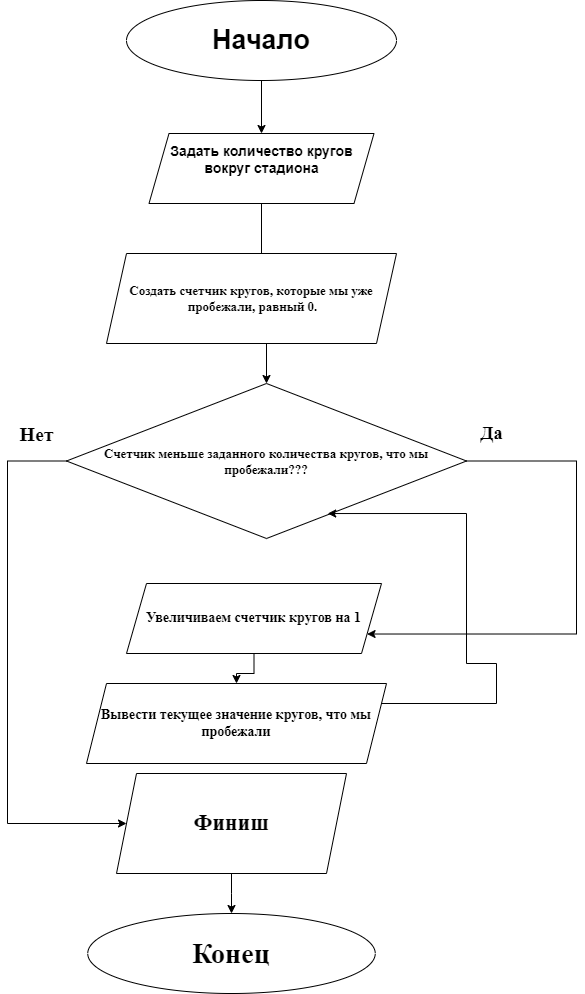 Начало
Задать количество кругов
вокруг стадиона
Создать счетчик кругов, которые мы уже
пробежали, равный 0.
Нет
Да
Счетчик меньше заданного количества кругов, что мы
пробежали???
Увеличиваем счетчик кругов на 1
Вывести текущее значение кругов, что мы
пробежали
Финиш
Конец